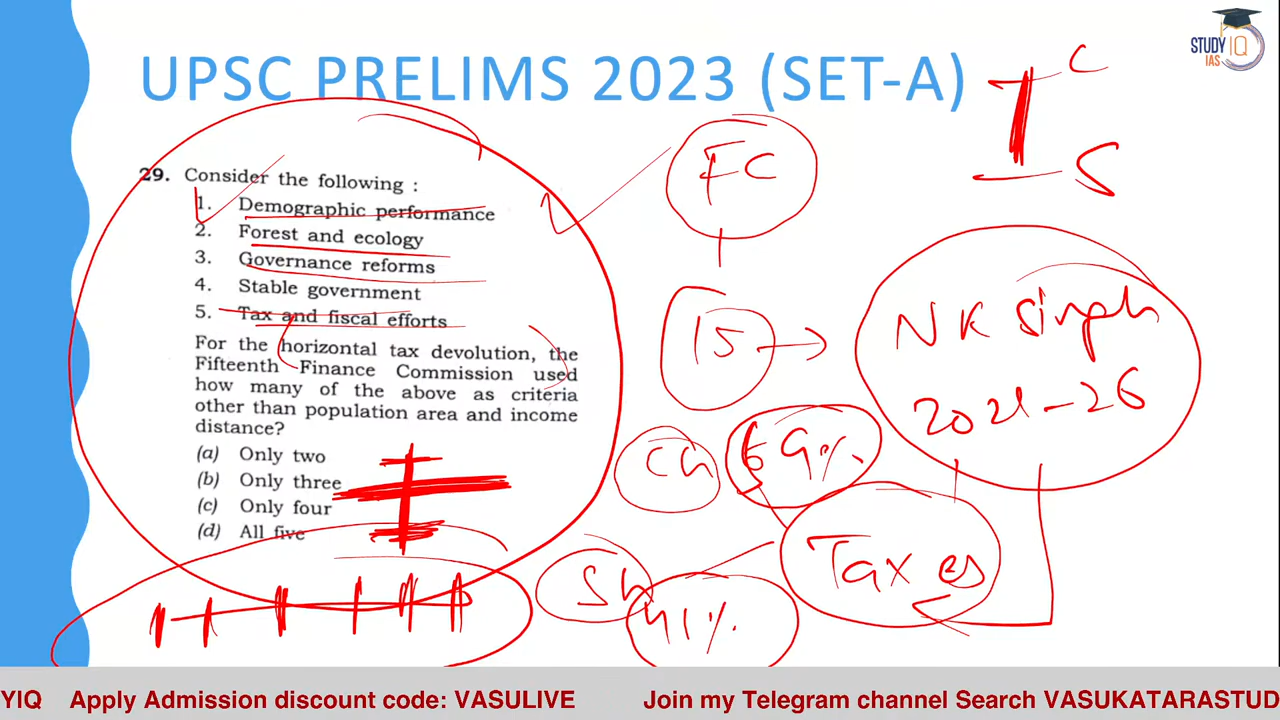 UPSC PRELIMS 2023 (SET-A)
STUDY IQ
IAS
29. Consider the following :
1. Demographic performance
2. Forest and ecology
3. Governance reforms
4. Stable government
5. Tax and fiscal efforts
For the horizontal tax devolution, the
Fifteenth Finance Commission used
how many of the above as criteria
other than population area and income
distance?
(a) Only two
(b) Only three
(c) Only four
(d) All five
C
S
FC
15
NK Singh
2021-26
59%
Taxes
41%
YIQ Apply Admission discount code: VASULIVE Join my Telegram channel Search VASUKATARASTUD